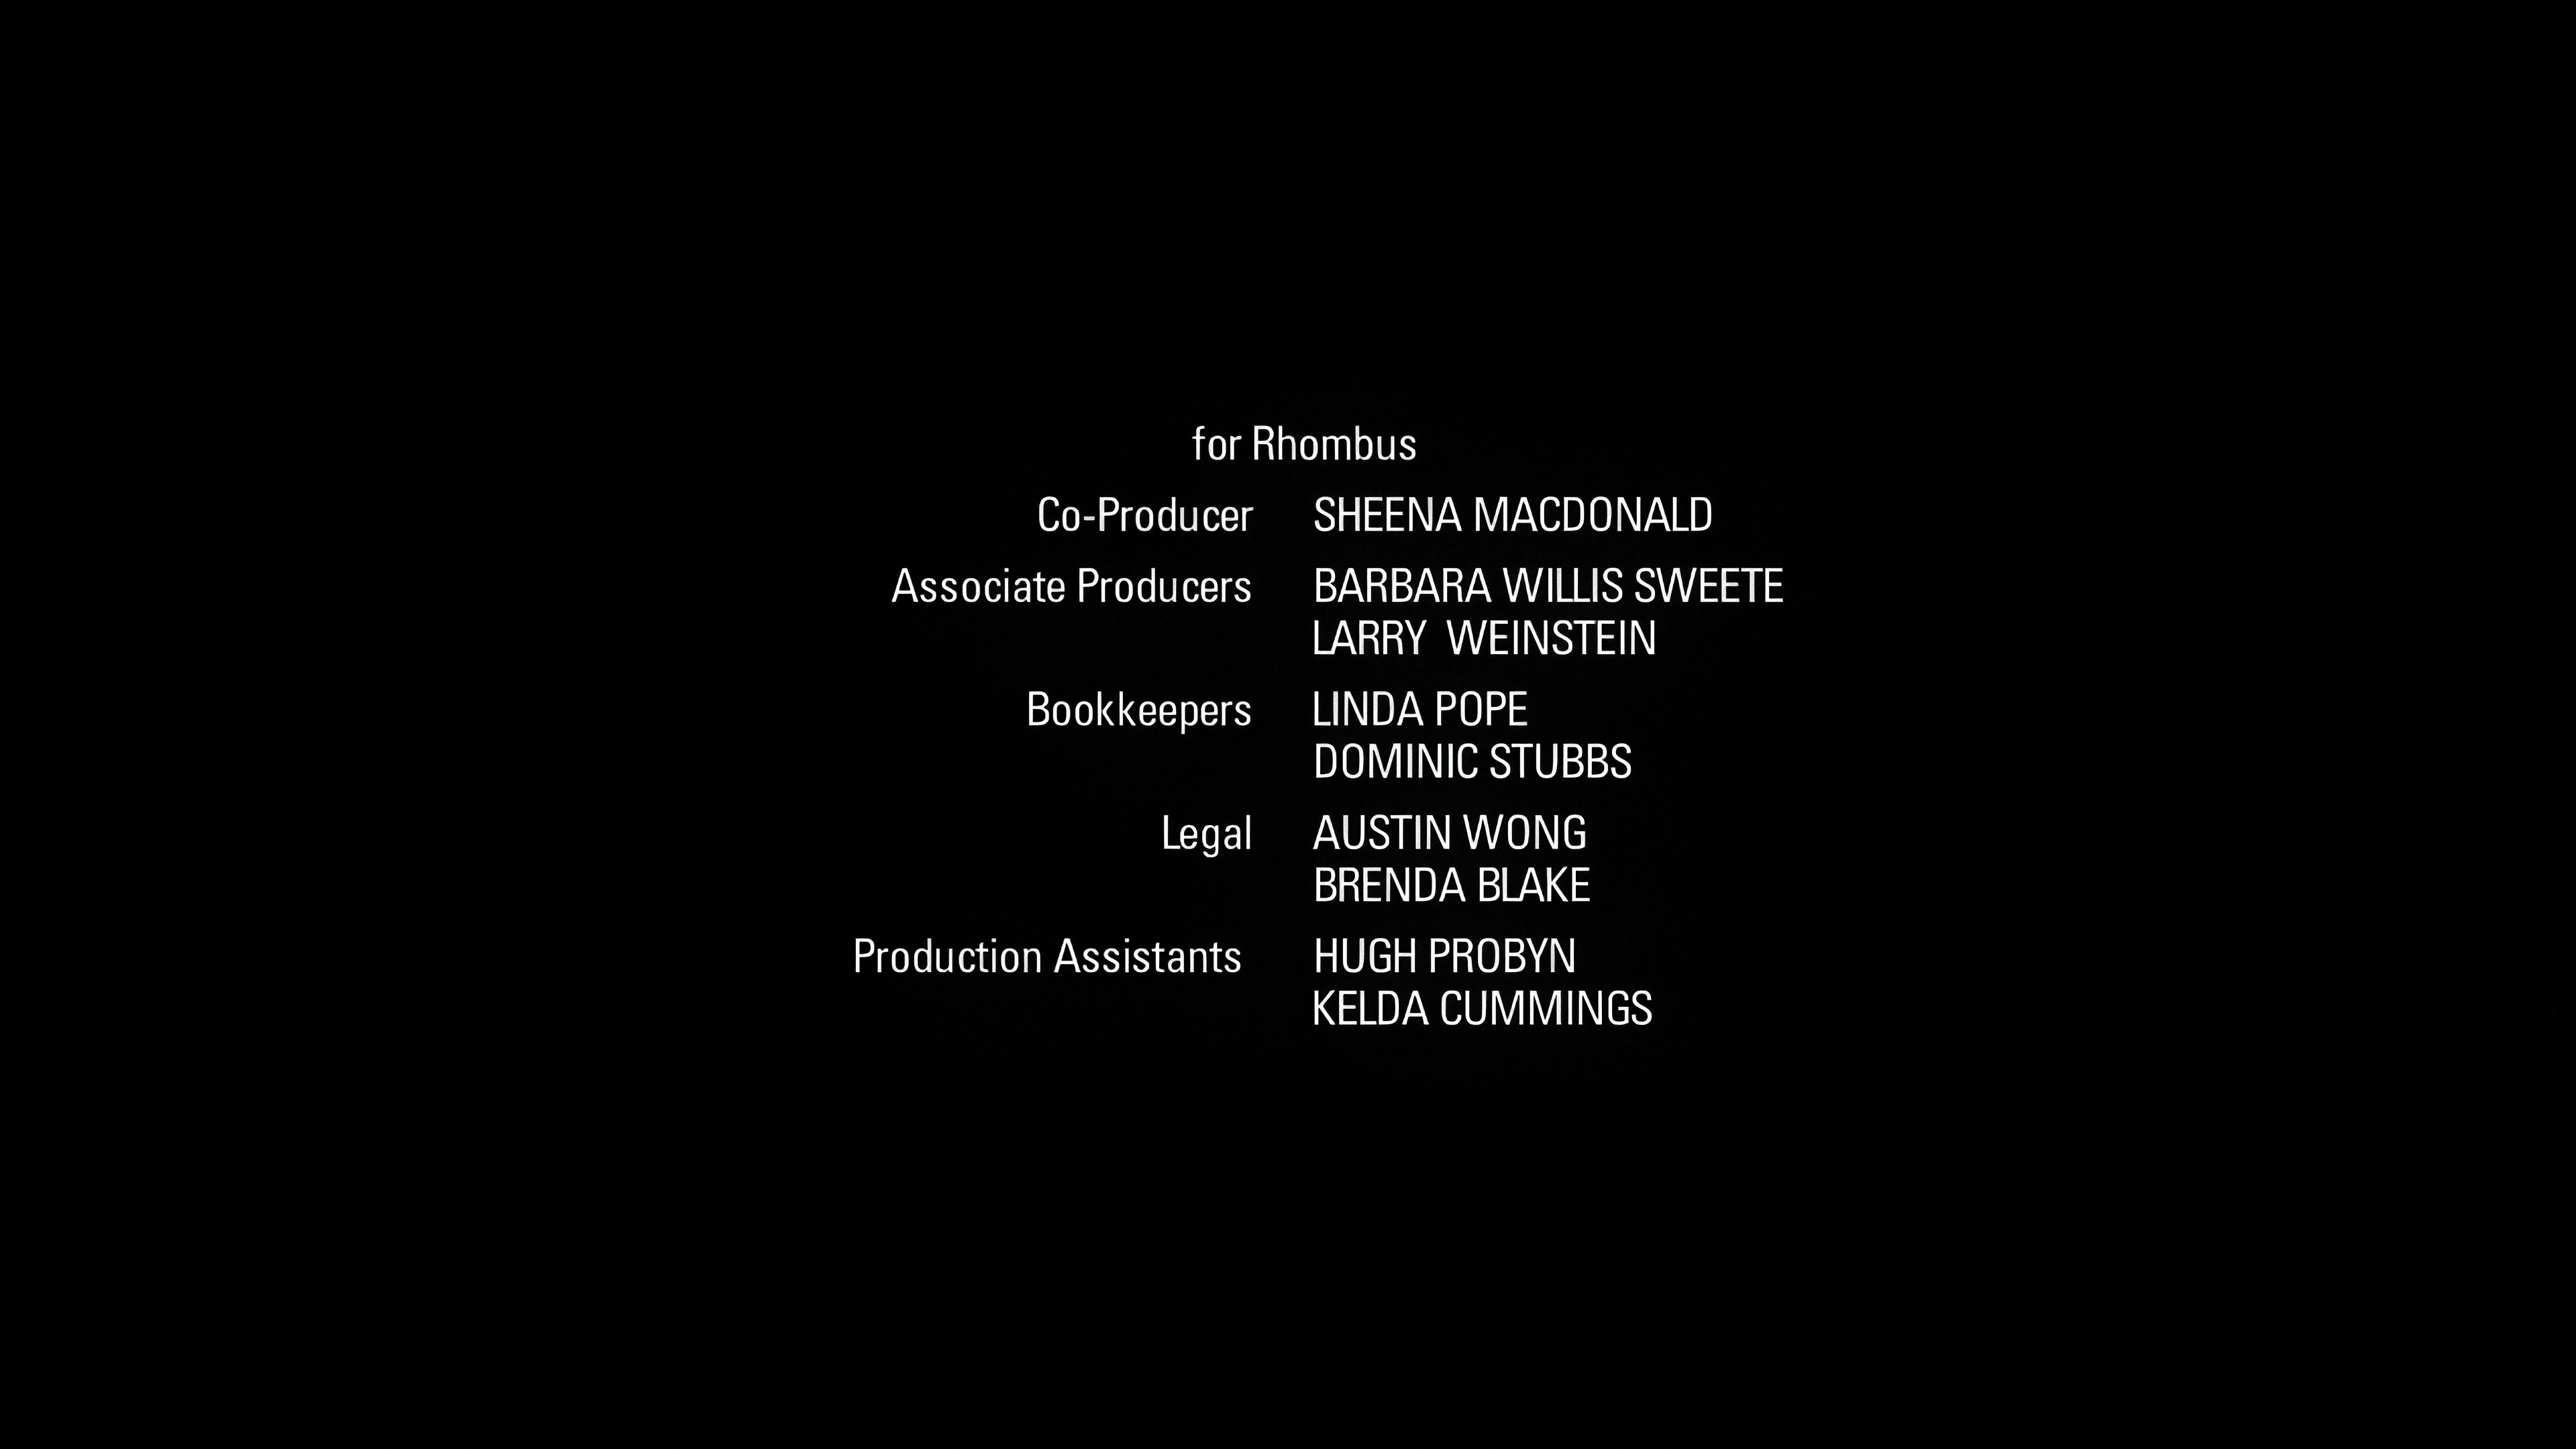 for Rhombus
Co-Producer SHEENA MACDONALD
Associate Producers BARBARA WILLIS SWEETE
LARRY WEINSTEIN
Bookkeepers LINDA POPE
DOMINIC STUBBS
Legal AUSTIN WONG
BRENDA BLAKE
Production Assistants HUGH PROBYN
KELDA CUMMINGS